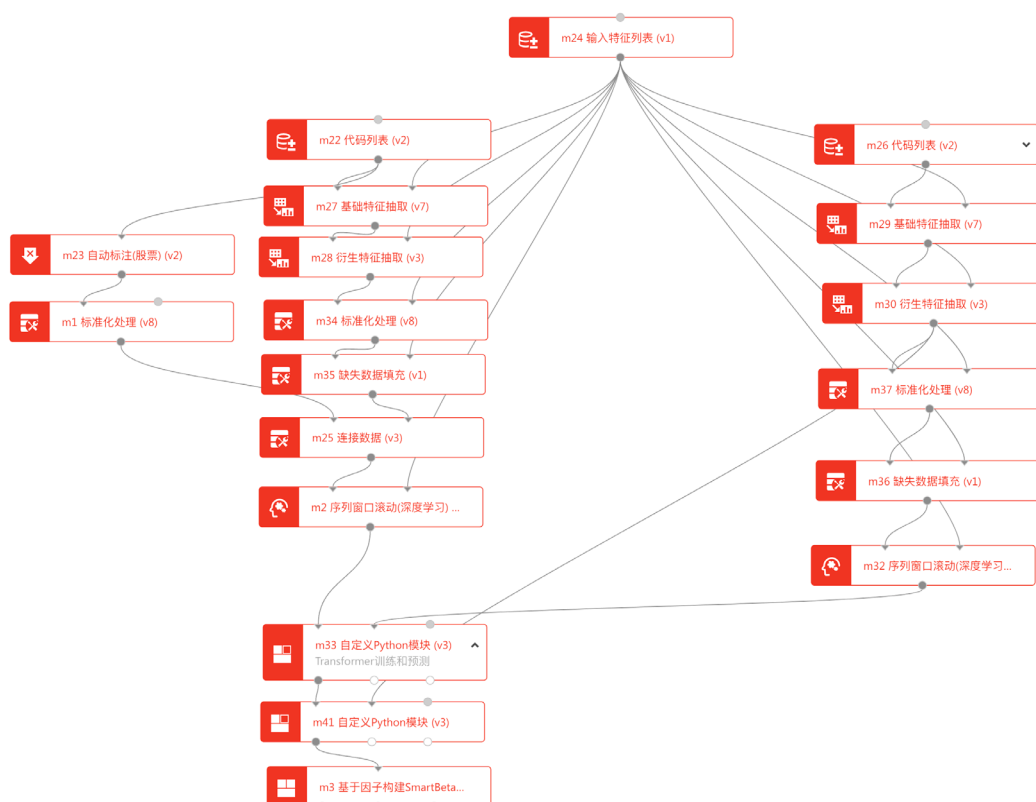 m24 输入特征列表 (v1)
m22 代码列表 (v2)
m26 代码列表 (v2)
m27 基础特征抽取 (v7)
m29 基础特征抽取 (v7)
m23 自动标注(股票) (v2)
m28 衍生特征抽取 (v3)
m30 衍生特征抽取 (v3)
m1 标准化处理 (v8)
m34 标准化处理 (v8)
m35 缺失数据填充 (v1)
m37 标准化处理 (v8)
m25 连接数据 (v3)
m36 缺失数据填充 (v1)
m2 序列窗口滚动(深度学习) ...
m32 序列窗口滚动(深度学习...
m33 自定义Python模块 (v3)
Transformer训练和预测
m41 自定义Python模块 (v3)
m3 基于因子构建SmartBeta...